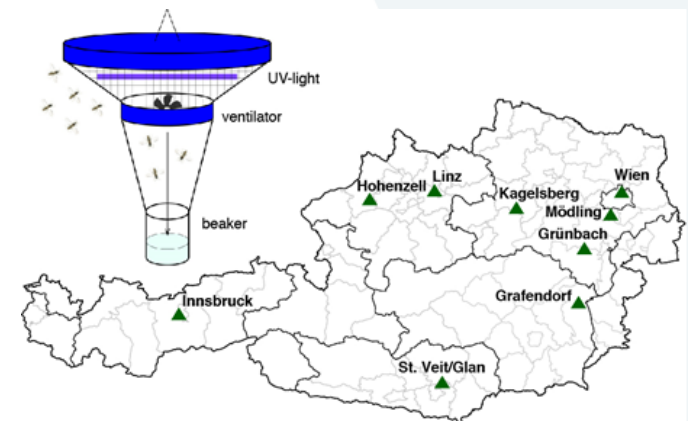 UV-light
ventilator
beaker
Wien
Linz
Hohenzell
Kagelsberg
Mödling
Grünbach
Innsbruck
Grafendorf
St. Veit/Glan